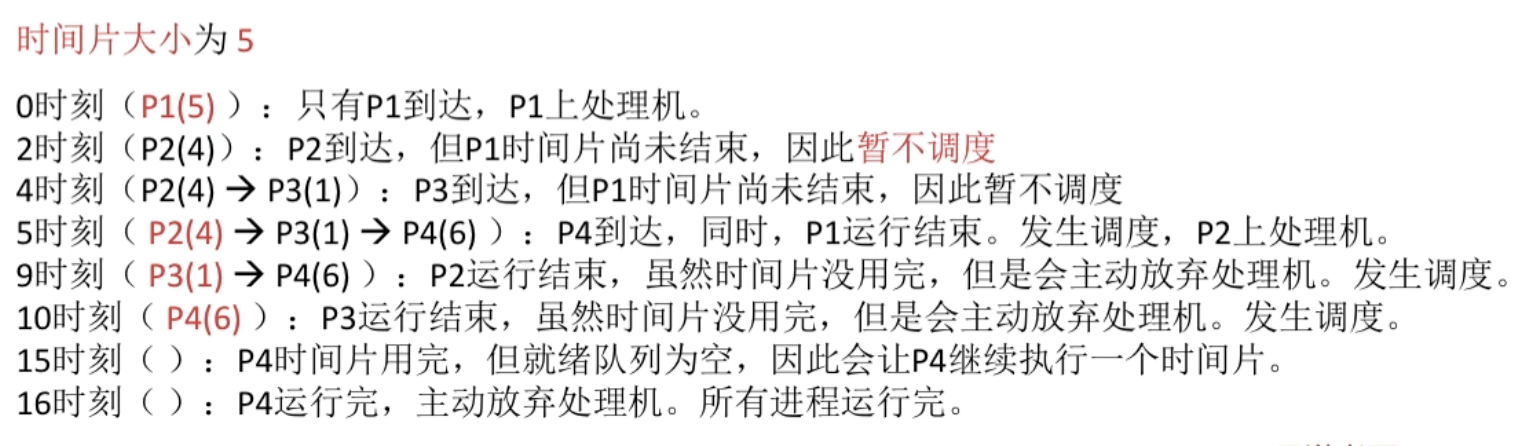 时间片大小为 5
0时刻（P1(5) ）：只有P1到达，P1上处理机。
2时刻（P2(4)）：P2到达，但P1时间片尚未结束，因此暂不调度
4时刻（P2(4) → P3(1)）：P3到达，但P1时间片尚未结束，因此暂不调度
5时刻（ P2(4) → P3(1) → P4(6) ）：P4到达，同时，P1运行结束。发生调度，P2上处理机。
9时刻（ P3(1) → P4(6) ）：P2运行结束，虽然时间片没用完，但是会主动放弃处理机。发生调度。
10时刻（ P4(6) ）：P3运行结束，虽然时间片没用完，但是会主动放弃处理机。发生调度。
15时刻（ ）：P4时间片用完，但就绪队列为空，因此会让P4继续执行一个时间片。
16时刻（ ）：P4运行完，主动放弃处理机。所有进程运行完。